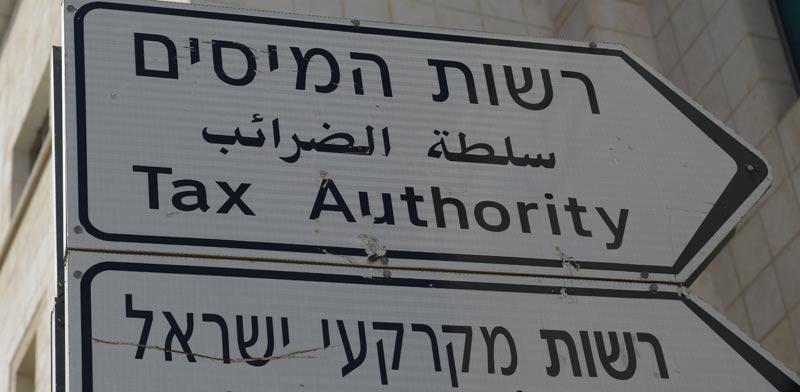 רשות המיסים
سلطة الضرائب
Tax Authority
רשות מקרקעי ישראל